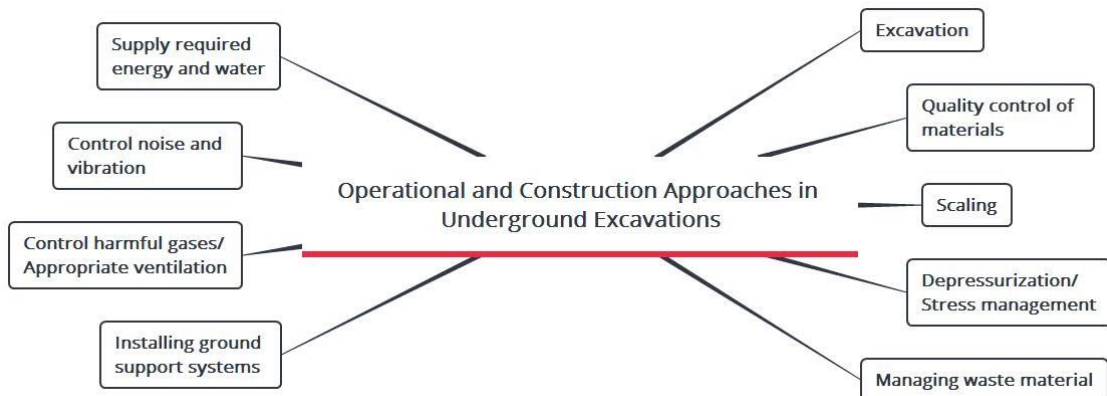 Supply required
energy and water
Control noise and
vibration
Control harmful gases/
Appropriate ventilation
Installing ground
support systems
Operational and Construction Approaches in
Underground Excavations
Excavation
Quality control of
materials
Scaling
Depressurization/
Stress management
Managing waste material